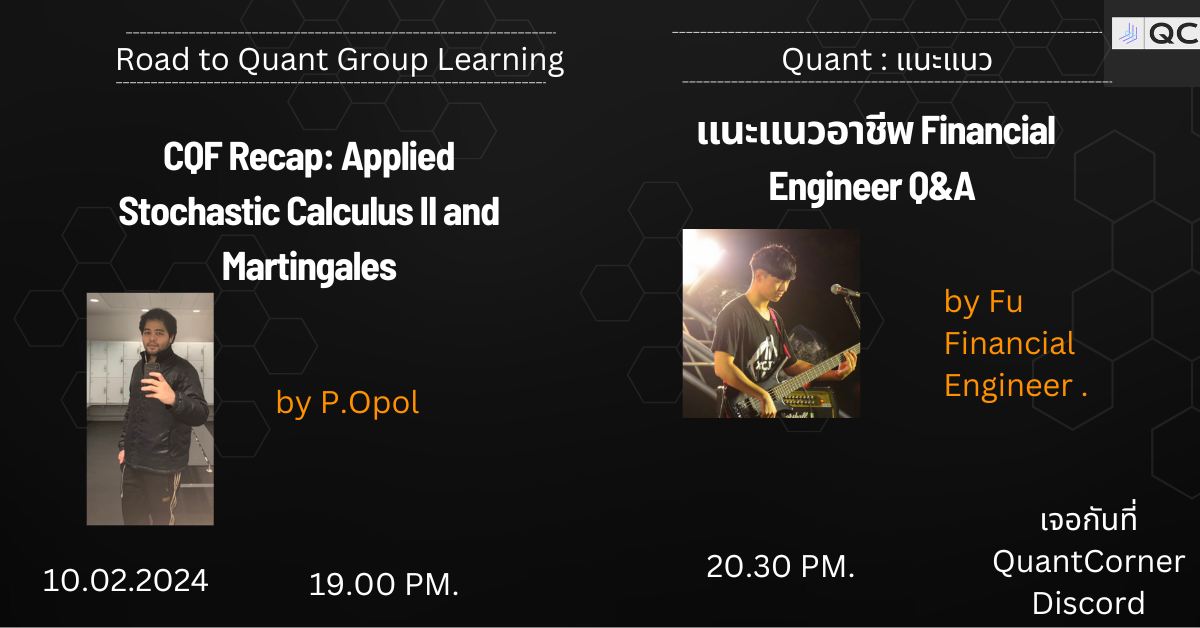 Road to Quant Group Learning
CQF Recap: Applied
Stochastic Calculus II and
Martingales
by P.Opol
10.02.2024
19.00 PM.
QC
Quant : แนะแนว
แนะแนวอาชีพ Financial
Engineer Q&A
by Fu
Financial
Engineer .
20.30 PM.
เจอกันที่
QuantCorner
Discord